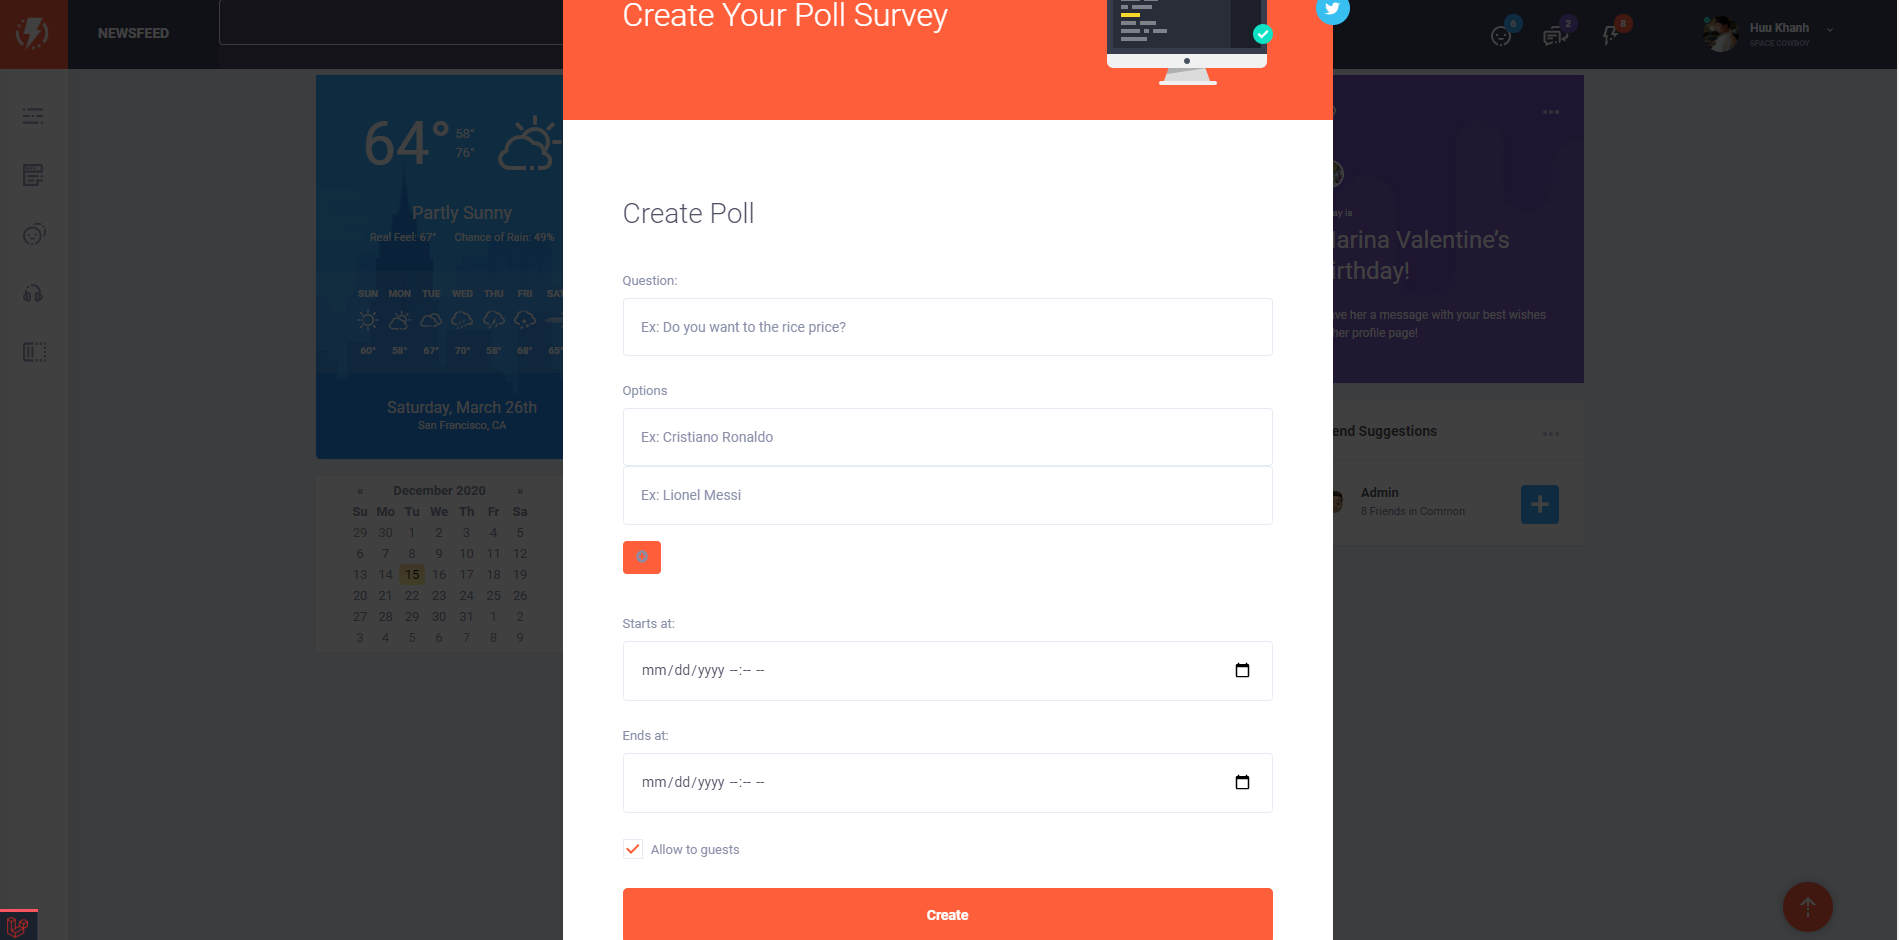 Create Your Poll Survey
NEWSFEED
6
2
8
Huu Khanh
SPACE COWBOY
64°
58°
76°
Partly Sunny
Real Feel: 67°
Chance of Rain: 49%
SUN MON TUE WED THU FRI SAT
60° 58° 67° 70° 58° 68° 65°
Saturday, March 26th
San Francisco, CA
« December 2020 »
Su Mo Tu We Th Fr Sa
29 30 1 2 3 4 5
6 7 8 9 10 11 12
13 14 15 16 17 18 19
20 21 22 23 24 25 26
27 28 29 30 31 1 2
3 4 5 6 7 8 9
Create Poll
Question:
Ex: Do you want to the rice price?
Options
Ex: Cristiano Ronaldo
Ex: Lionel Messi
Starts at:
mm/dd/yyyy --:-- --
Ends at:
mm/dd/yyyy --:-- --
Allow to guests
Create
ay is
arina Valentine’s
irthday!
ve her a message with your best wishes
her profile page!
end Suggestions
Admin
8 Friends in Common